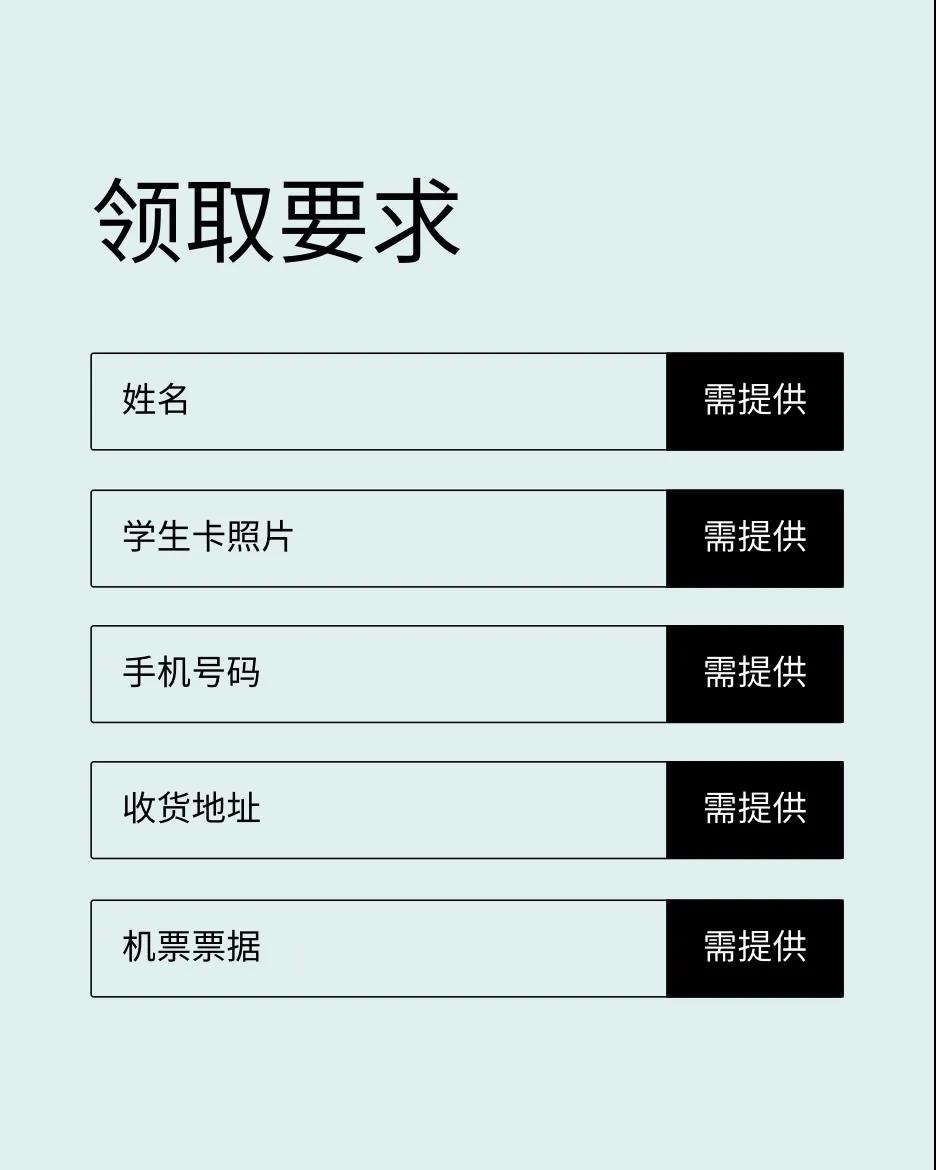 领取要求
姓名 需提供
学生卡照片 需提供
手机号码 需提供
收货地址 需提供
机票票据 需提供